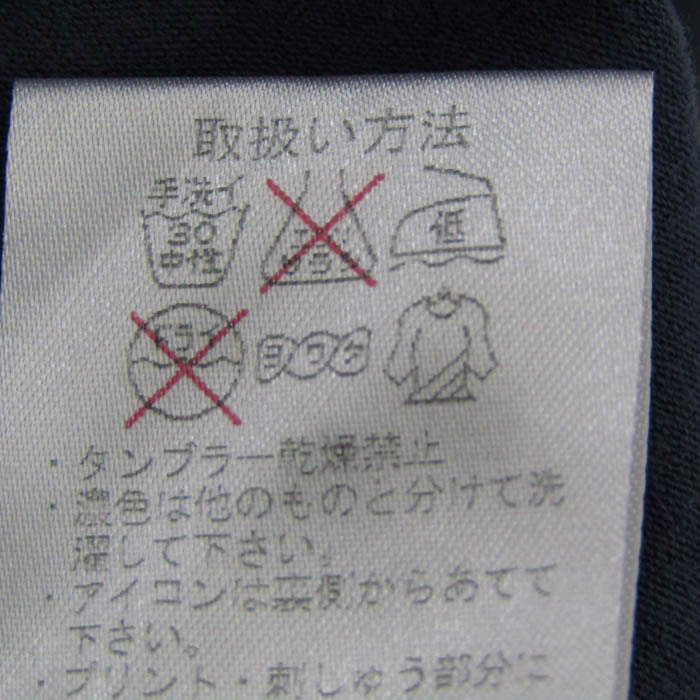 取扱い方法
手洗イ
30
中性
エンソ
サラシ
低
ドライ
ヨワク
・タンブラー乾燥禁止
・濃色は他のものと分けて洗
濯して下さい。
・アイロンは裏側からあてて
下さい。
・プリント・刺しゅう部分に